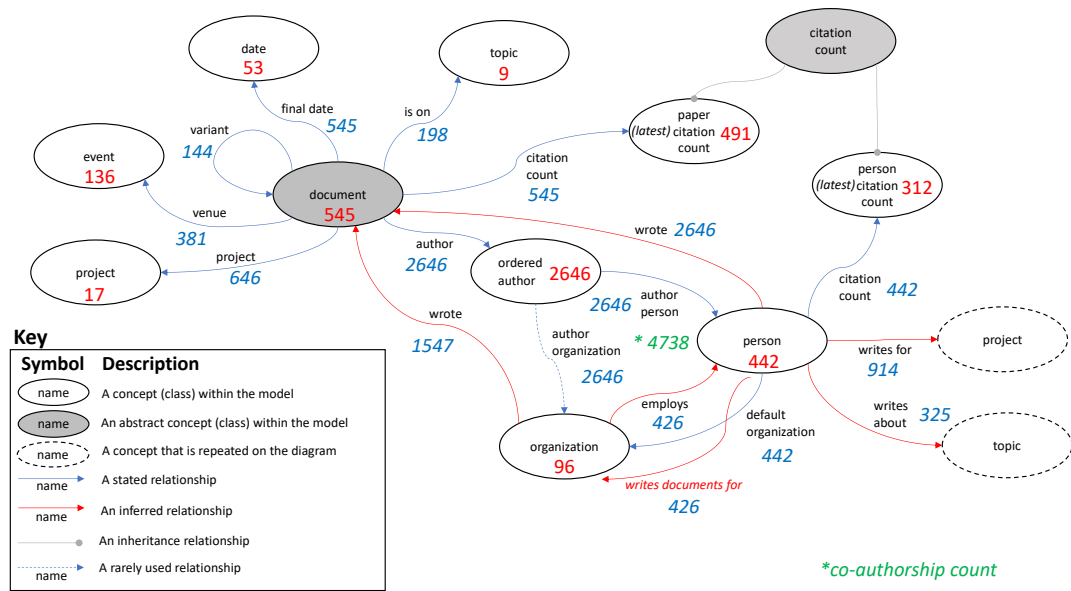 date
53
topic
9
citation
count
final date
545
is on
198
variant
144
paper
(latest) citation 491
count
event
136
citation
count
545
person
(latest) citation 312
count
document
545
venue
381
wrote 2646
author
2646
project
646
ordered
author 2646
project
17
citation
count 442
2646 author
person
wrote
1547
author
organization
2646
* 4738
person
442
project
writes for
914
Key
Symbol Description
name A concept (class) within the model
name An abstract concept (class) within the model
name A concept that is repeated on the diagram
name A stated relationship
name An inferred relationship
An inheritance relationship
name A rarely used relationship
employs
426
default
organization
442
writes
about 325
topic
organization
96
writes documents for
426
*co-authorship count